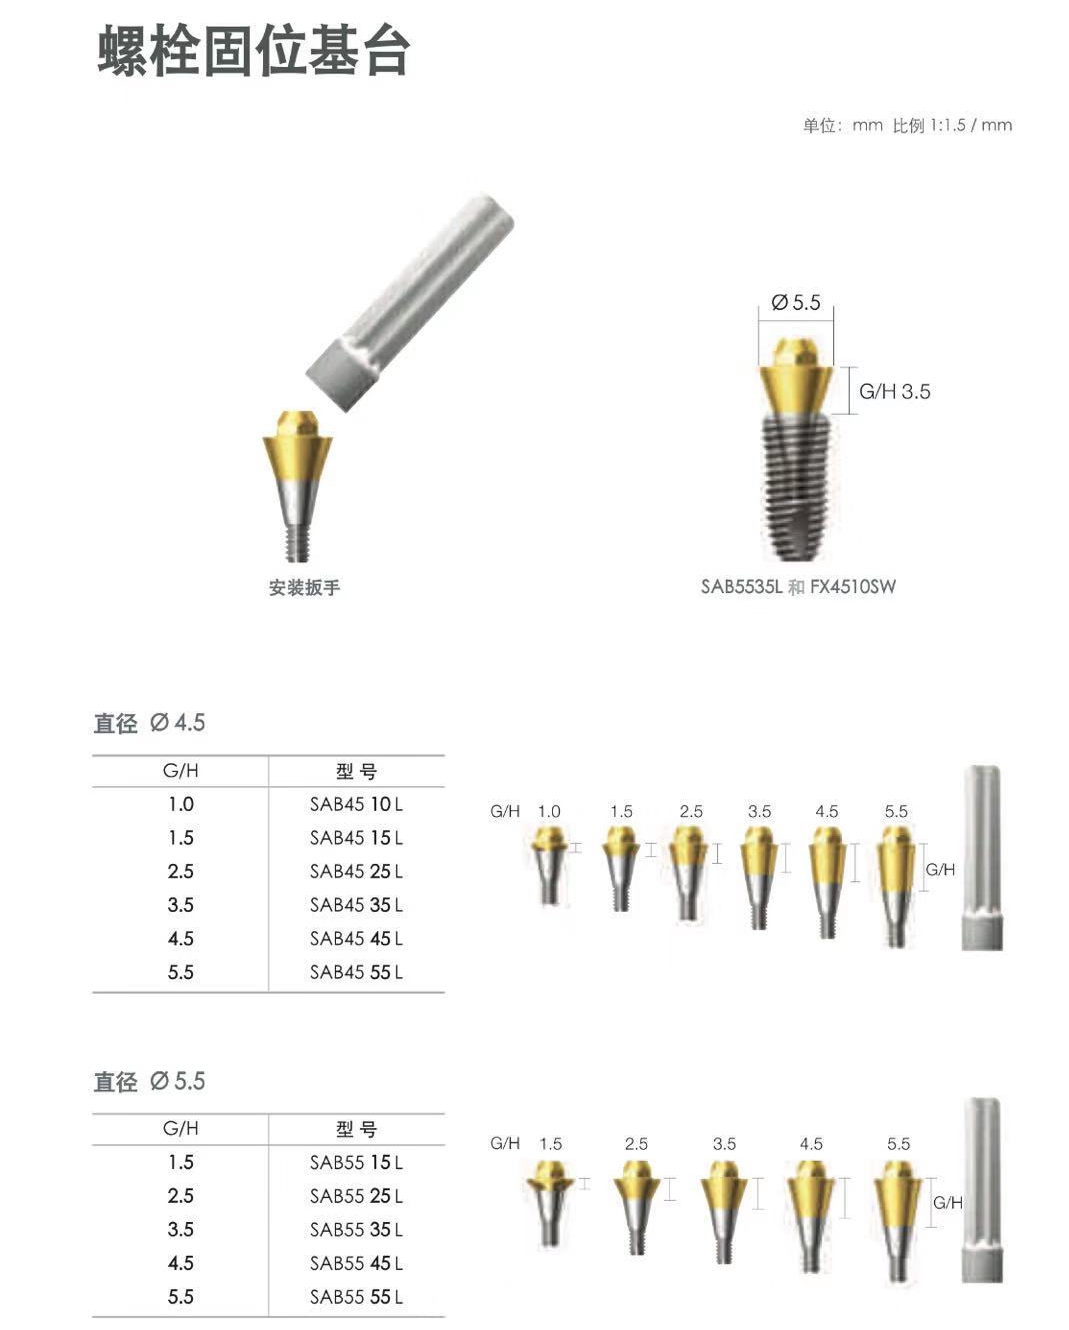 螺栓固位基台
单位：mm 比例 1:1.5 / mm
Ø 5.5
G/H 3.5
安装扳手
SAB5535L 和 FX4510SW
直径 Ø 4.5
G/H 型 号
1.0 SAB45 10 L
1.5 SAB45 15 L
2.5 SAB45 25 L
3.5 SAB45 35 L
4.5 SAB45 45 L
5.5 SAB45 55 L
G/H 1.0 1.5 2.5 3.5 4.5 5.5
G/H
直径 Ø 5.5
G/H 型 号
1.5 SAB55 15 L
2.5 SAB55 25 L
3.5 SAB55 35 L
4.5 SAB55 45 L
5.5 SAB55 55 L
G/H 1.5 2.5 3.5 4.5 5.5
G/H